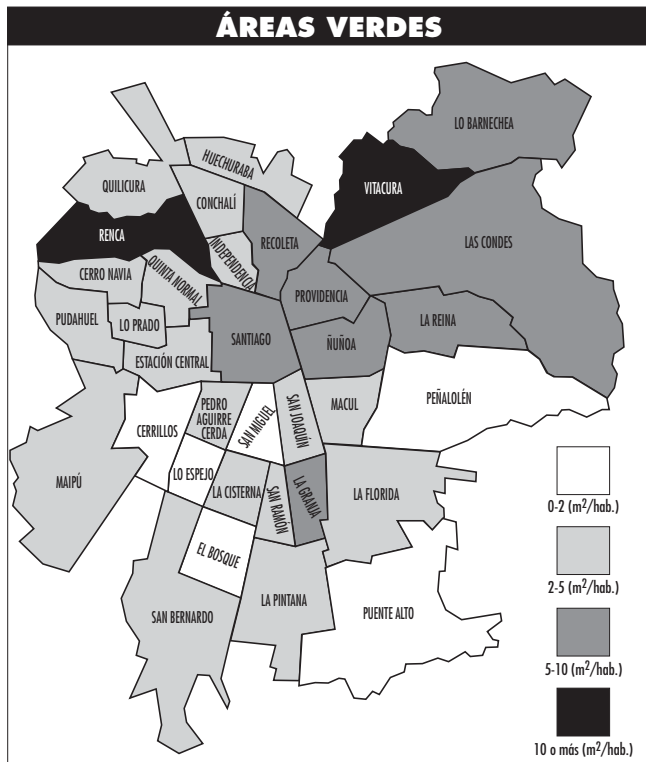 ÁREAS VERDES
LO BARNECHEA
HUECHURABA
QUILICURA
VITACURA
CONCHALÍ
RENCA
RECOLETA
LAS CONDES
INDEPENDENCIA
CERRO NAVIA
QUINTA NORMAL
PROVIDENCIA
PUDAHUEL
LO PRADO
SANTIAGO
ÑUÑOA
LA REINA
ESTACIÓN CENTRAL
PEDRO
AGUIRRE
CERDA
SAN MIGUEL
SAN JOAQUÍN
MACUL
PEÑALOLÉN
CERRILLOS
MAIPÚ
LO ESPEJO
LA CISTERNA
SAN RAMÓN
LA GRANJA
LA FLORIDA
EL BOSQUE
SAN BERNARDO
LA PINTANA
PUENTE ALTO
0-2 (m²/hab.)
2-5 (m²/hab.)
5-10 (m²/hab.)
10 o más (m²/hab.)